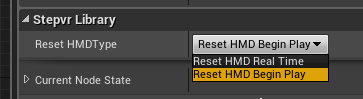 Stepvr Library
Reset HMDType
Reset HMD Begin Play
Reset HMD Real Time
Reset HMD Begin Play
Current Node State